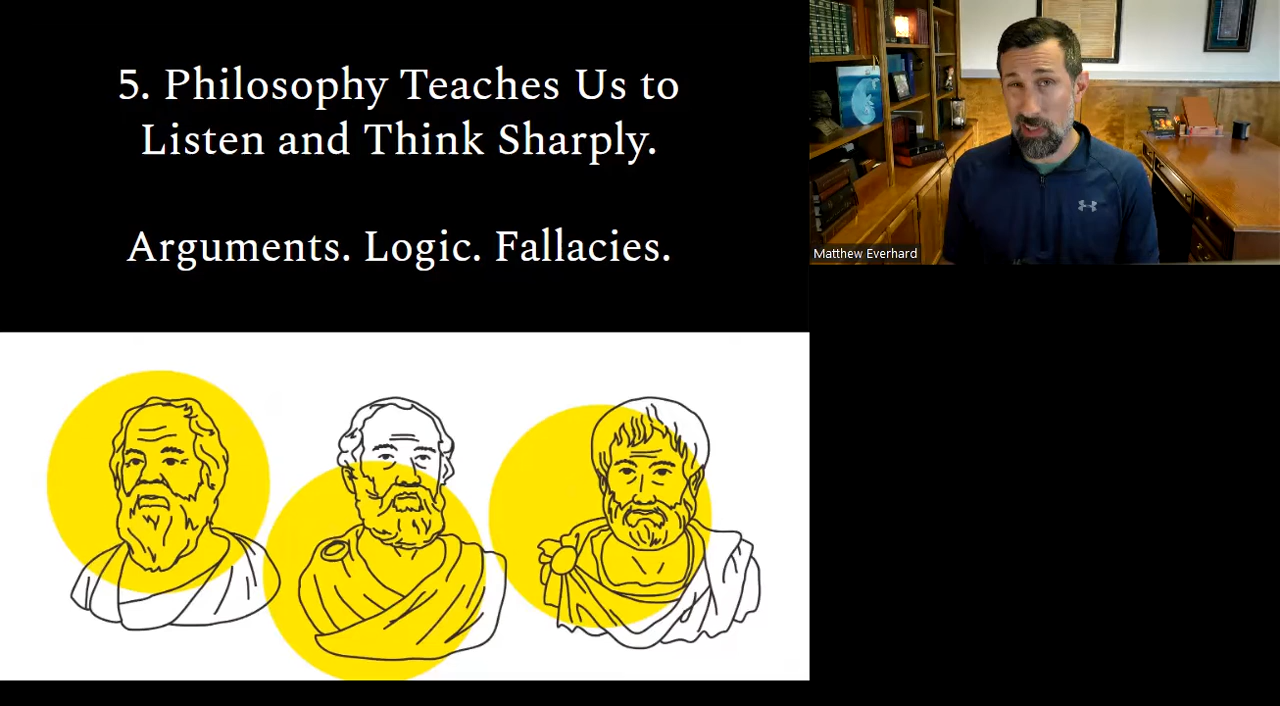 5. Philosophy Teaches Us to
Listen and Think Sharply.
Arguments. Logic. Fallacies.
Matthew Everhard